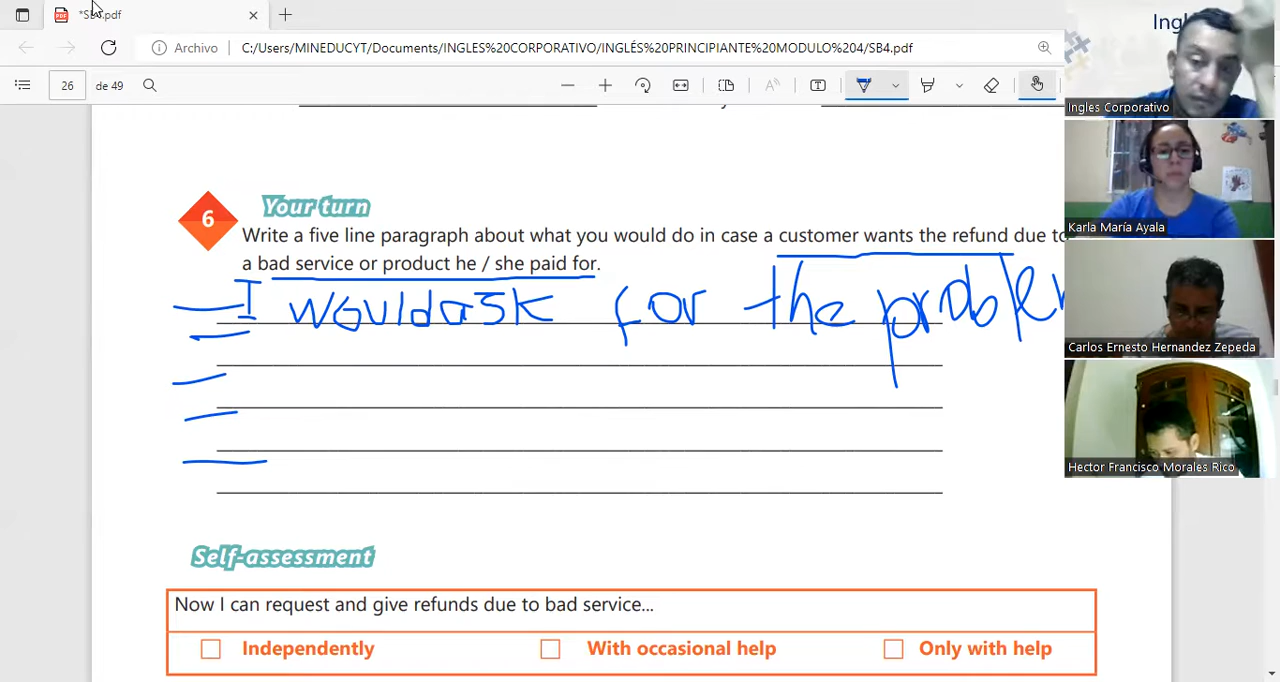 *SB4.pdf
Ingl
Archivo
C:/Users/MINEDUCYT/Documents/INGLES%20CORPORATIVO/INGLÉS%20PRINCIPIANTE%20MODULO%204/SB4.pdf
26 de 49
Ingles Corporativo
Karla María Ayala
Carlos Ernesto Hernandez Zepeda
Hector Francisco Morales Rico
6 Your turn
Write a five line paragraph about what you would do in case a customer wants the refund due to
a bad service or product he / she paid for.
I would ask for the proble
Self-assessment
Now I can request and give refunds due to bad service...
Independently With occasional help Only with help